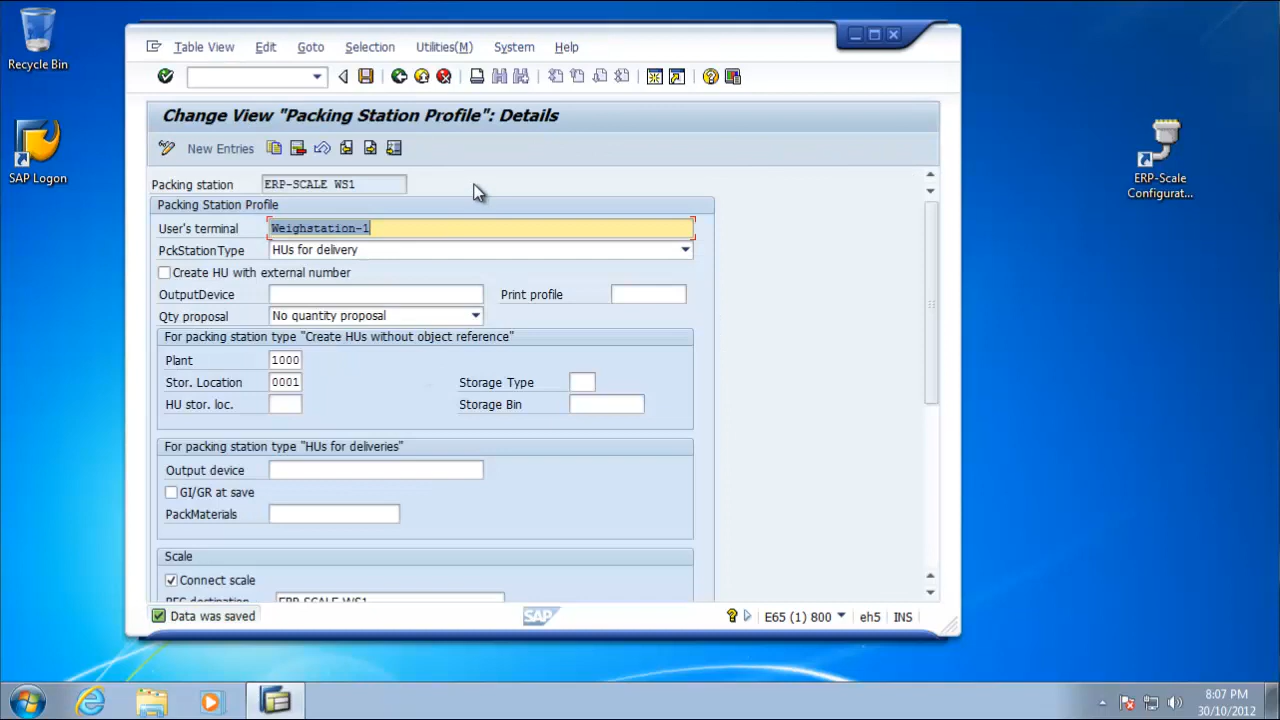 Recycle Bin
SAP Logon
ERP-Scale
Configurat...
Table View Edit Goto Selection Utilities(M) System Help
Change View "Packing Station Profile": Details
New Entries
Packing station ERP-SCALE WS1
Packing Station Profile
User's terminal Weighstation-1
PckStationType HUs for delivery
Create HU with external number
OutputDevice Print profile
Qty proposal No quantity proposal
For packing station type "Create HUs without object reference"
Plant 1000
Stor. Location 0001 Storage Type
HU stor. loc. Storage Bin
For packing station type "HUs for deliveries"
Output device
GI/GR at save
PackMaterials
Scale
Connect scale
RFC destination ERP-SCALE WS1
Data was saved SAP E65 (1) 800 eh5 INS
8:07 PM
30/10/2012